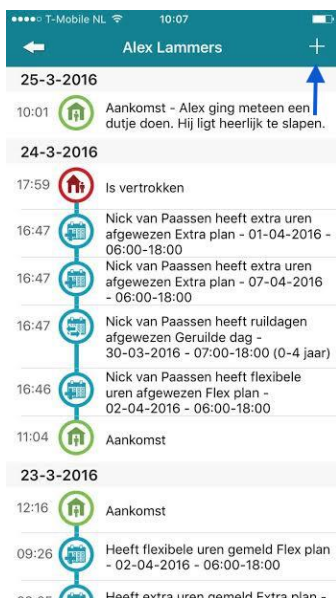 T-Mobile NL 10:07
Alex Lammers
25-3-2016
10:01 Aankomst - Alex ging meteen een
dutje doen. Hij ligt heerlijk te slapen.
24-3-2016
17:59 Is vertrokken
Nick van Paassen heeft extra uren
16:47 afgewezen Extra plan - 01-04-2016 -
06:00-18:00
Nick van Paassen heeft extra uren
16:47 afgewezen Extra plan - 07-04-2016
- 06:00-18:00
16:47 Nick van Paassen heeft ruildagen
afgewezen Geruilde dag -
30-03-2016 - 07:00-18:00 (0-4 jaar)
16:46 Nick van Paassen heeft flexibele
uren afgewezen Flex plan -
02-04-2016 - 06:00-18:00
11:04 Aankomst
23-3-2016
12:16 Aankomst
09:26 Heeft flexibele uren gemeld Flex plan
- 02-04-2016 - 06:00-18:00
Heeft extra uren gemeld Extra plan -